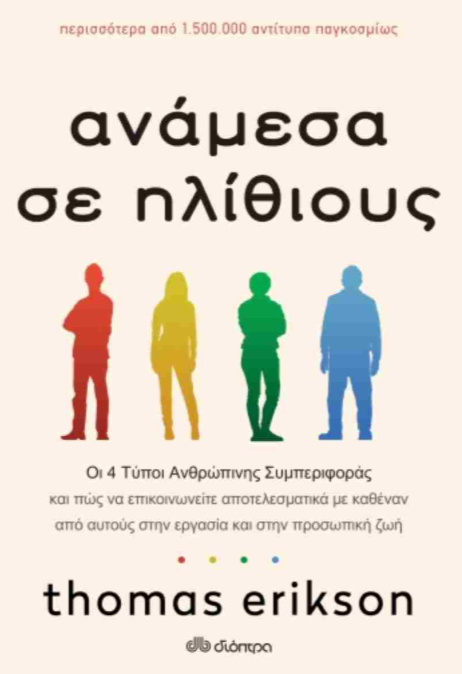 περισσότερα από 1.500.000 αντίτυπα παγκοσμίως
ανάμεσα
σε ηλίθιους
Οι 4 Τύποι Ανθρώπινης Συμπεριφοράς
και πώς να επικοινωνείτε αποτελεσματικά με καθέναν
από αυτούς στην εργασία και στην προσωπική ζωή
thomas erikson
διόπτρα